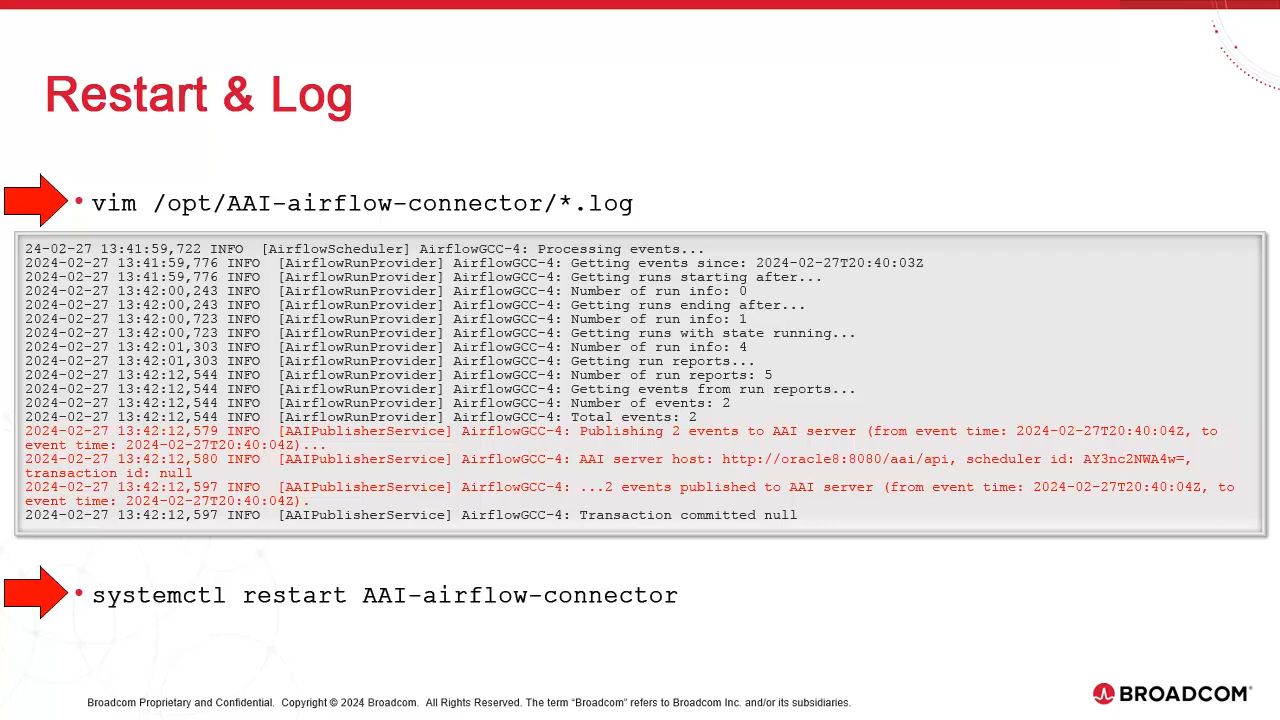 Restart & Log
• vim /opt/AAI-airflow-connector/*.log
24-02-27 13:41:59,722 INFO  [AirflowScheduler] AirflowGCC-4: Processing events...
2024-02-27 13:41:59,776 INFO  [AirflowRunProvider] AirflowGCC-4: Getting events since: 2024-02-27T20:40:03Z
2024-02-27 13:41:59,776 INFO  [AirflowRunProvider] AirflowGCC-4: Getting runs starting after...
2024-02-27 13:42:00,243 INFO  [AirflowRunProvider] AirflowGCC-4: Number of run info: 0
2024-02-27 13:42:00,243 INFO  [AirflowRunProvider] AirflowGCC-4: Getting runs ending after...
2024-02-27 13:42:00,723 INFO  [AirflowRunProvider] AirflowGCC-4: Number of run info: 1
2024-02-27 13:42:00,723 INFO  [AirflowRunProvider] AirflowGCC-4: Getting runs with state running...
2024-02-27 13:42:01,303 INFO  [AirflowRunProvider] AirflowGCC-4: Number of run info: 4
2024-02-27 13:42:01,303 INFO  [AirflowRunProvider] AirflowGCC-4: Getting run reports...
2024-02-27 13:42:12,544 INFO  [AirflowRunProvider] AirflowGCC-4: Number of run reports: 5
2024-02-27 13:42:12,544 INFO  [AirflowRunProvider] AirflowGCC-4: Getting events from run reports...
2024-02-27 13:42:12,544 INFO  [AirflowRunProvider] AirflowGCC-4: Number of events: 2
2024-02-27 13:42:12,544 INFO  [AirflowRunProvider] AirflowGCC-4: Total events: 2
2024-02-27 13:42:12,579 INFO  [AAIPublisherService] AirflowGCC-4: Publishing 2 events to AAI server (from event time: 2024-02-27T20:40:04Z, to
event time: 2024-02-27T20:40:04Z)...
2024-02-27 13:42:12,580 INFO  [AAIPublisherService] AirflowGCC-4: AAI server host: http://oracle8:8080/aai/api, scheduler id: AY3nc2NWA4w=,
transaction id: null
2024-02-27 13:42:12,597 INFO  [AAIPublisherService] AirflowGCC-4: ...2 events published to AAI server (from event time: 2024-02-27T20:40:04Z, to
event time: 2024-02-27T20:40:04Z).
2024-02-27 13:42:12,597 INFO  [AAIPublisherService] AirflowGCC-4: Transaction committed null
• systemctl restart AAI-airflow-connector
Broadcom Proprietary and Confidential.  Copyright © 2024 Broadcom.  All Rights Reserved. The term “Broadcom” refers to Broadcom Inc. and/or its subsidiaries.
BROADCOM®